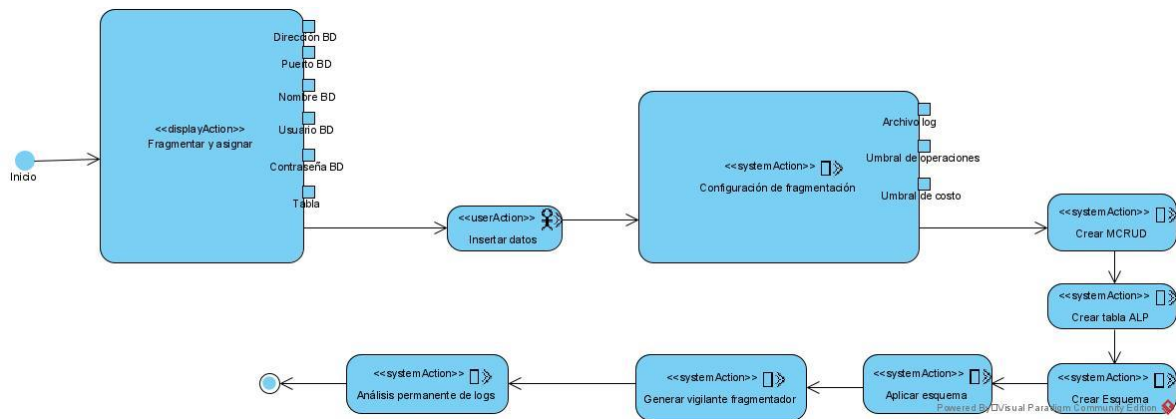 Inicio
<<displayAction>>
Fragmentar y asignar
Dirección BD
Puerto BD
Nombre BD
Usuario BD
Contraseña BD
Tabla
<<userAction>>
Insertar datos
<<systemAction>>
Configuración de fragmentación
Archivo log
Umbral de operaciones
Umbral de costo
<<systemAction>>
Crear MCRUD
<<systemAction>>
Crear tabla ALP
<<systemAction>>
Crear Esquema
<<systemAction>>
Aplicar esquema
<<systemAction>>
Generar vigilante fragmentador
<<systemAction>>
Análisis permanente de logs
Powered By Visual Paradigm Community Edition